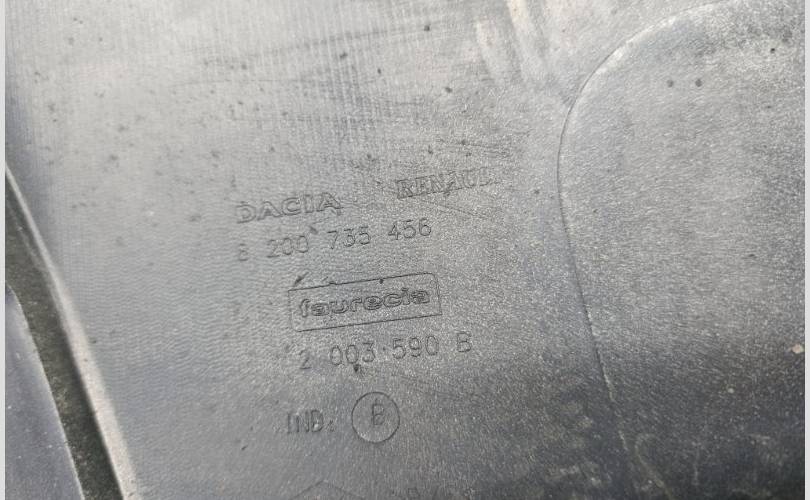 DACIA RENAULT
8 200 735 456
faurecia
2 003 590 B
IND: B